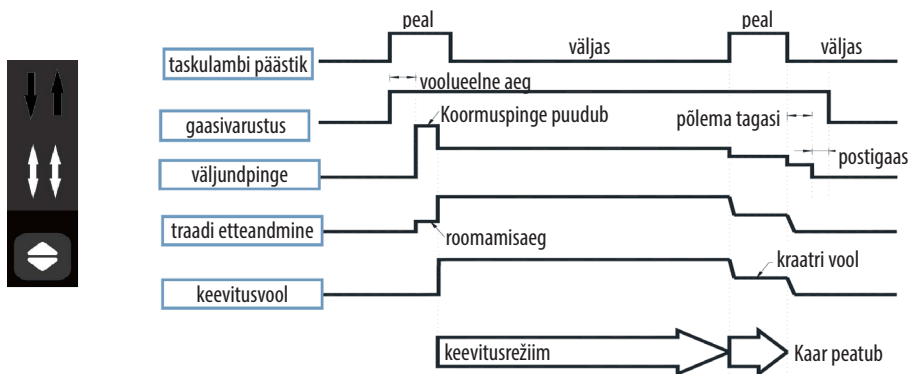 peal
peal
taskulambi päästik
väljas
väljas
voolueelne aeg
gaasivarustus
Koormuspinge puudub
põlema tagasi
väljundpinge
postigaas
traadi etteandmine
roomamisaeg
keevitusvool
kraatri vool
keevitusrežiim
Kaar peatub